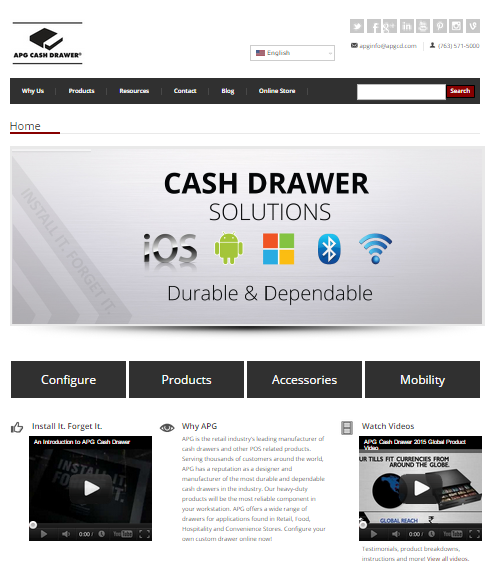 APG CASH DRAWER®
English
apginfo@apgcd.com
(763) 571-5000
Why Us
Products
Resources
Contact
Blog
Online Store
Search
Home
INSTALL IT. FORGET IT.
CASH DRAWER
SOLUTIONS
iOS
Durable & Dependable
Configure
Products
Accessories
Mobility
Install It. Forget It.
An Introduction to APG Cash Drawer
INSTALL IT
FORGET IT.
0:00 /
YouTube
Why APG
APG is the retail industry's leading manufacturer of
cash drawers and other POS related products.
Serving thousands of customers around the world,
APG has a reputation as a designer and
manufacturer of the most durable and dependable
cash drawers in the industry. Our heavy-duty
products will be the most reliable component in
your workstation. APG offers a wide range of
drawers for applications found in Retail, Food,
Hospitality and Convenience Stores. Configure your
own custom drawer online now!
Watch Videos
APG Cash Drawer 2015 Global Product
Video
UR TILLS FIT CURRENCIES FROM
AROUND THE GLOBE.
GLOBAL REACH ₹
0:00 /
YouTube
Testimonials, product breakdowns,
instructions and more! View all videos.